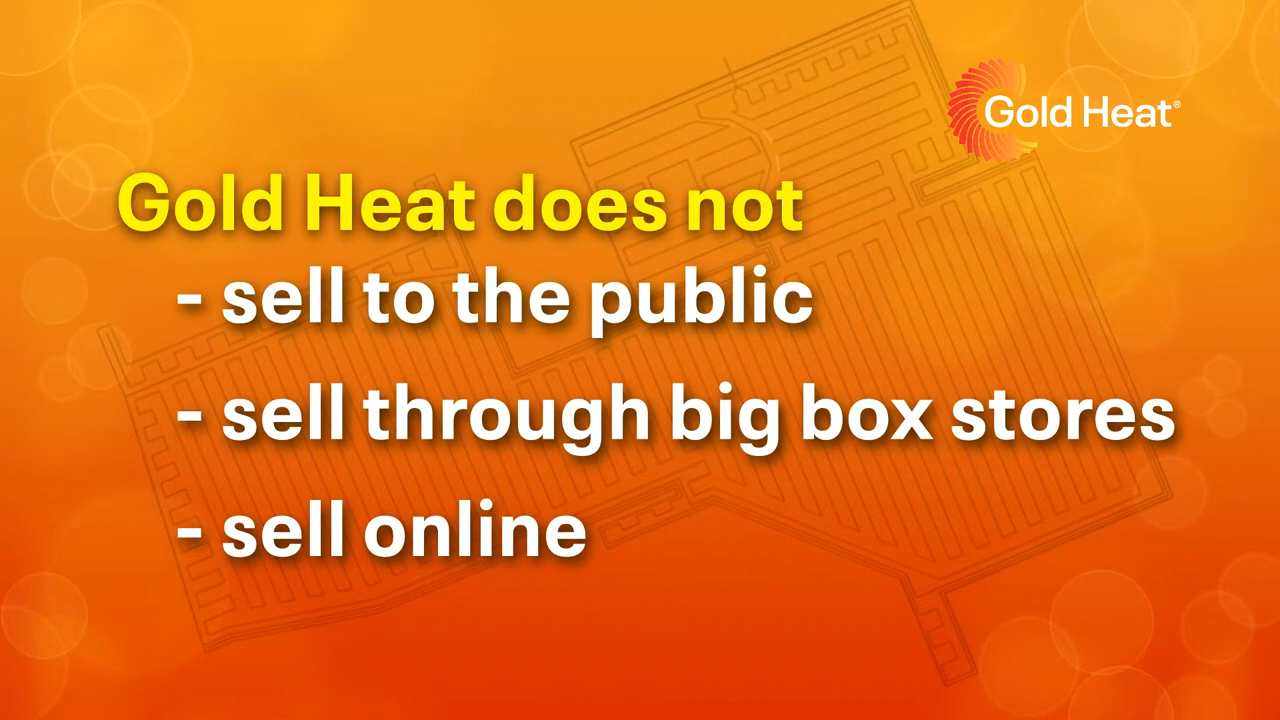 Gold Heat®
Gold Heat does not
- sell to the public
- sell through big box stores
- sell online